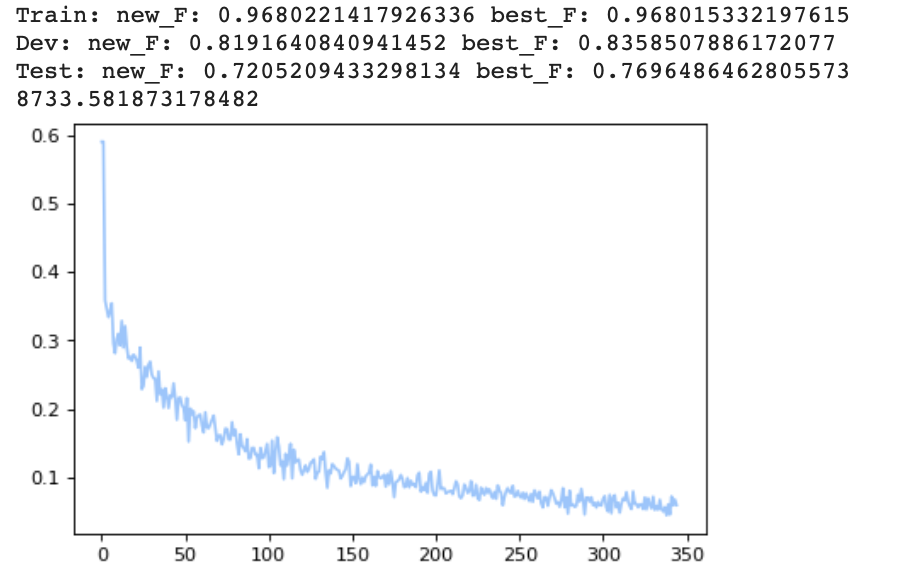 Train: new_F: 0.9680221417926336 best_F: 0.968015332197615
Dev: new_F: 0.8191640840941452 best_F: 0.8358507886172077
Test: new_F: 0.7205209433298134 best_F: 0.7696486462805573
8733.581873178482
0.6
0.5
0.4
0.3
0.2
0.1
0 50 100 150 200 250 300 350